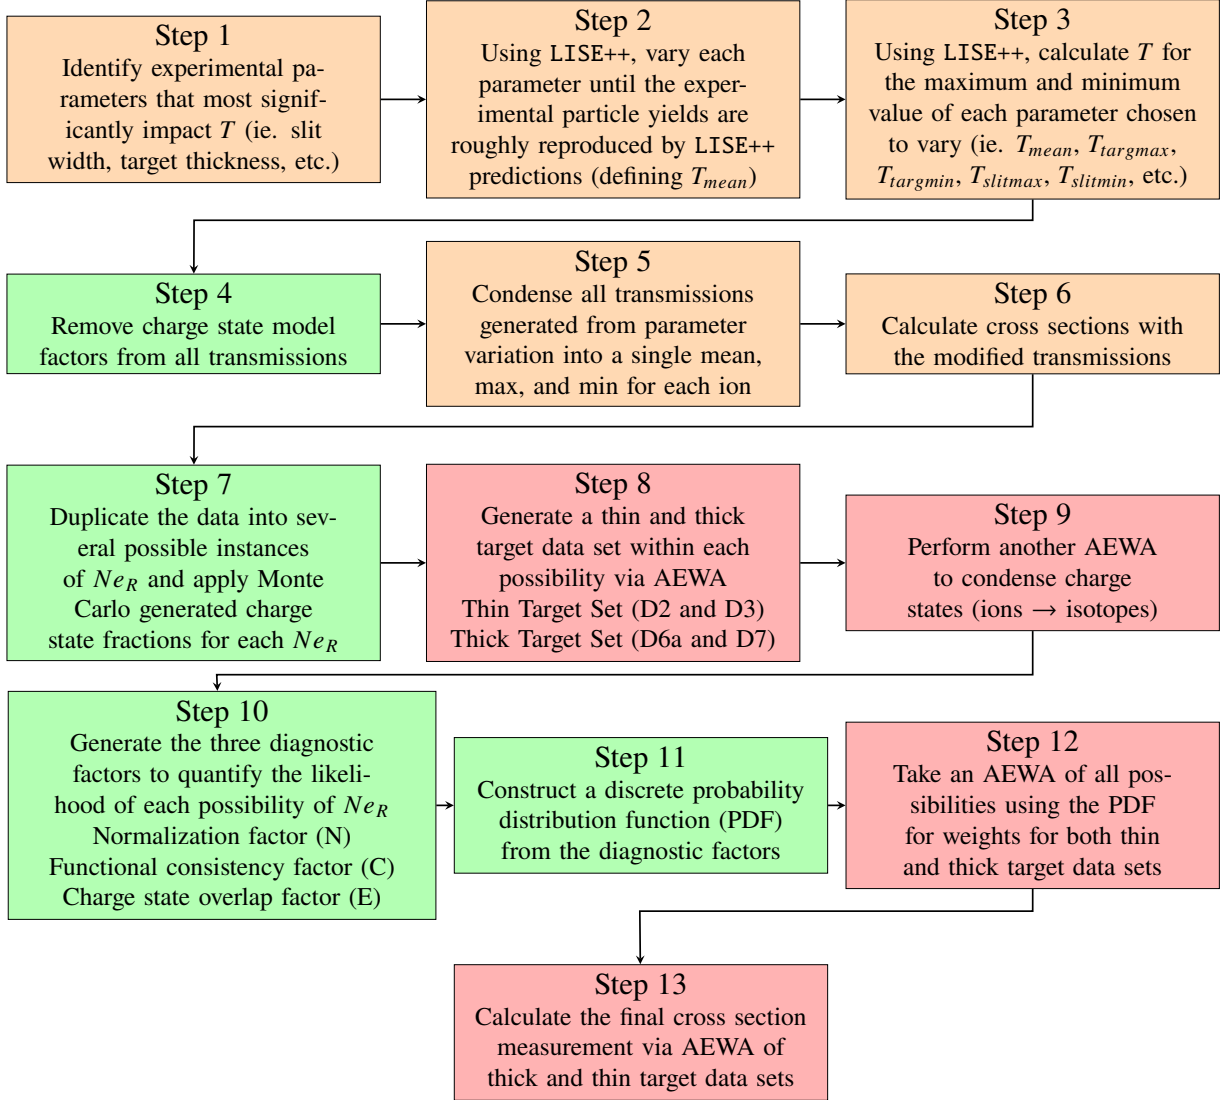 Step 1
Identify experimental pa-
rameters that most signif-
icantly impact T (ie. slit
width, target thickness, etc.)
Step 2
Using LISE++, vary each
parameter until the exper-
imental particle yields are
roughly reproduced by LISE++
predictions (defining T_mean)
Step 3
Using LISE++, calculate T for
the maximum and minimum
value of each parameter chosen
to vary (ie. T_mean, T_targmax,
T_targmin, T_slitmax, T_slitmin, etc.)
Step 4
Remove charge state model
factors from all transmissions
Step 5
Condense all transmissions
generated from parameter
variation into a single mean,
max, and min for each ion
Step 6
Calculate cross sections with
the modified transmissions
Step 7
Duplicate the data into sev-
eral possible instances
of Ne_R and apply Monte
Carlo generated charge
state fractions for each Ne_R
Step 8
Generate a thin and thick
target data set within each
possibility via AEWA
Thin Target Set (D2 and D3)
Thick Target Set (D6a and D7)
Step 9
Perform another AEWA
to condense charge
states (ions → isotopes)
Step 10
Generate the three diagnostic
factors to quantify the likeli-
hood of each possibility of Ne_R
Normalization factor (N)
Functional consistency factor (C)
Charge state overlap factor (E)
Step 11
Construct a discrete probability
distribution function (PDF)
from the diagnostic factors
Step 12
Take an AEWA of all pos-
sibilities using the PDF
for weights for both thin
and thick target data sets
Step 13
Calculate the final cross section
measurement via AEWA of
thick and thin target data sets